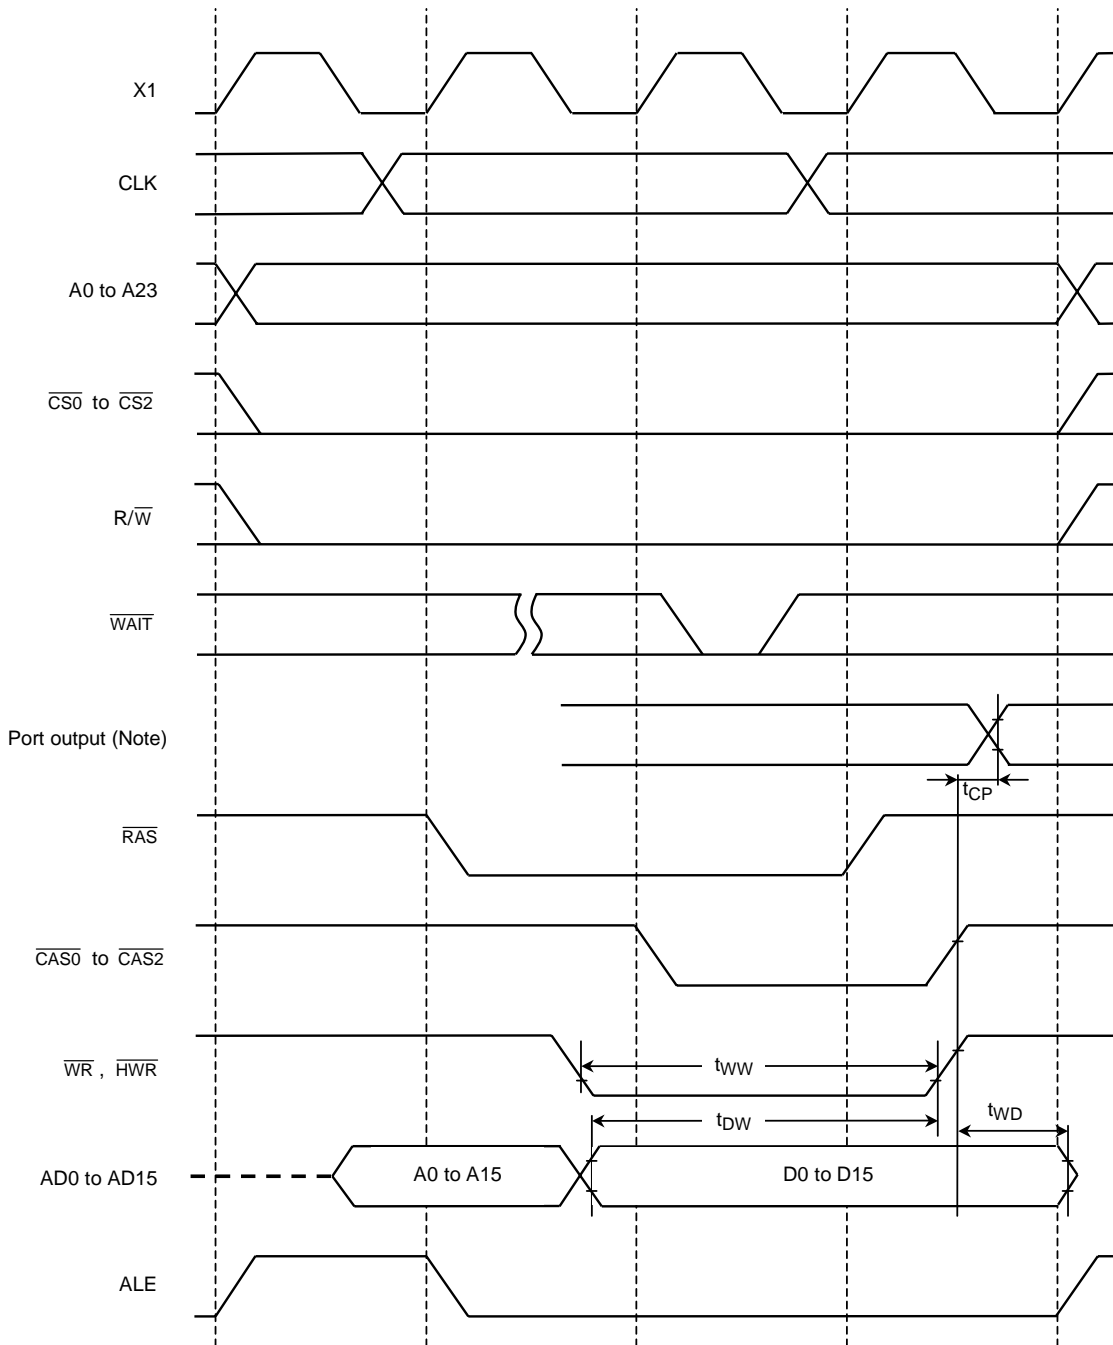 X1
CLK
A0 to A23
CS0 to CS2
R/W
WAIT
Port output (Note)
tCP
RAS
CAS0 to CAS2
WR , HWR
tWW
tDW
tWD
AD0 to AD15
A0 to A15
D0 to D15
ALE